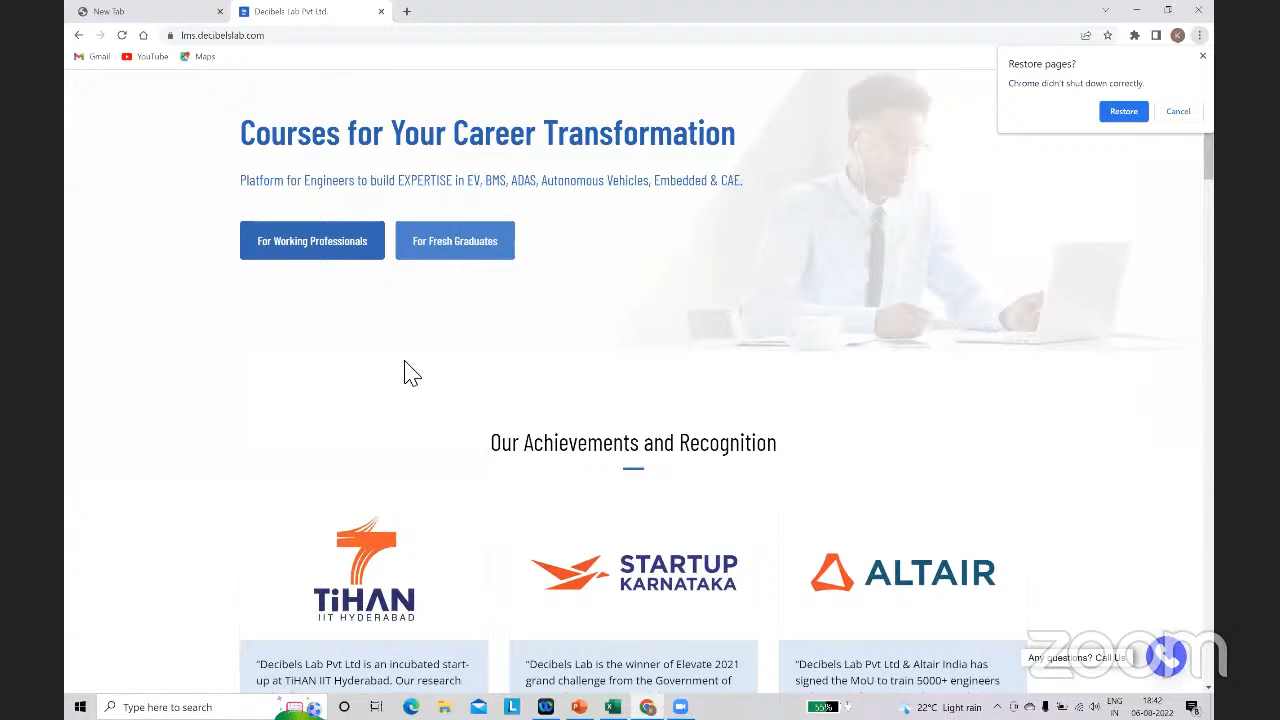 New Tab
Decibels Lab Pvt Ltd.
lms.decibelslab.com
K
Gmail
YouTube
Maps
Restore pages?
Chrome didn't shut down correctly.
Restore
Cancel
Courses for Your Career Transformation
Platform for Engineers to build EXPERTISE in EV, BMS, ADAS, Autonomous Vehicles, Embedded & CAE.
For Working Professionals
For Fresh Graduates
Our Achievements and Recognition
TiHAN
IIT HYDERABAD
STARTUP
KARNATAKA
ALTAIR
"Decibels Lab Pvt Ltd is an incubated start-
up at TiHAN IIT Hyderabad. Our research
"Decibels Lab is the winner of Elevate 2021
grand challenge from the Government of
"Decibels Lab Pvt Ltd & Altair India has
signed the MoU to train 5000+ engineers
Any questions? Call Us
zoom
Type here to search
55%
22°C Light rain
ENG
IN
18:42
06-08-2022